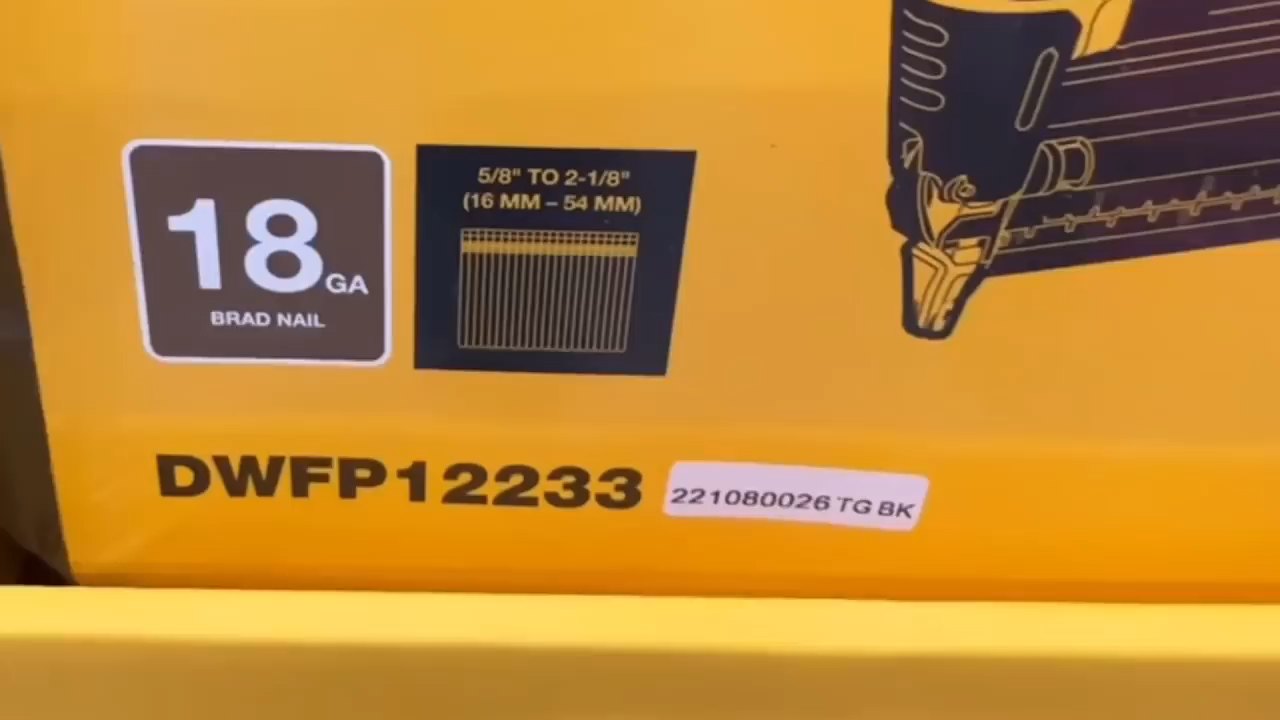 18 GA
BRAD NAIL
5/8" TO 2-1/8"
(16 MM – 54 MM)
DWFP12233
221080026 TG BK